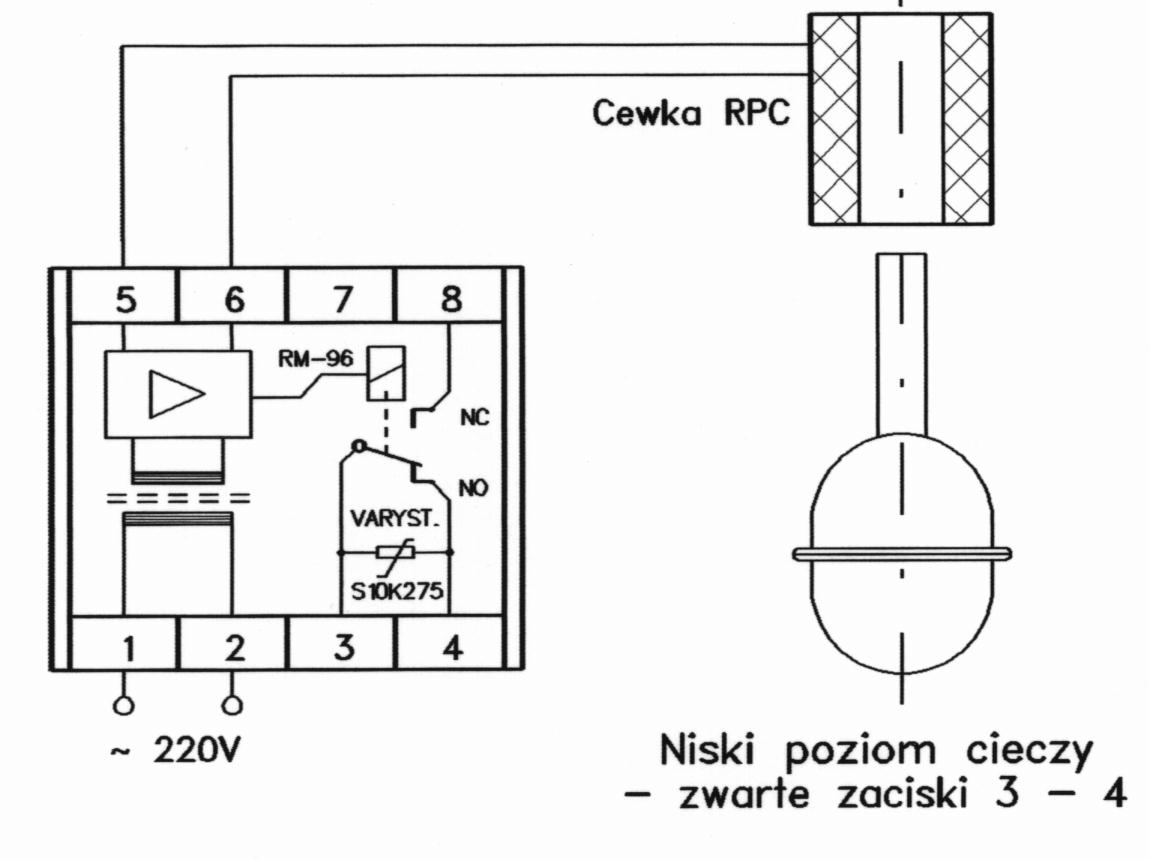 Cewka RPC
5 6 7 8
RM-96
NC
NO
VARYST.
S10K275
1 2 3 4
~ 220V
Niski poziom cieczy
- zwarte zaciski 3 - 4